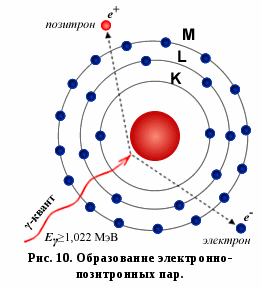 e⁺
позитрон
M
L
K
γ-квант
e⁻
Eγ≥1,022 МэВ
электрон
Рис. 10. Образование электронно-
позитронных пар.